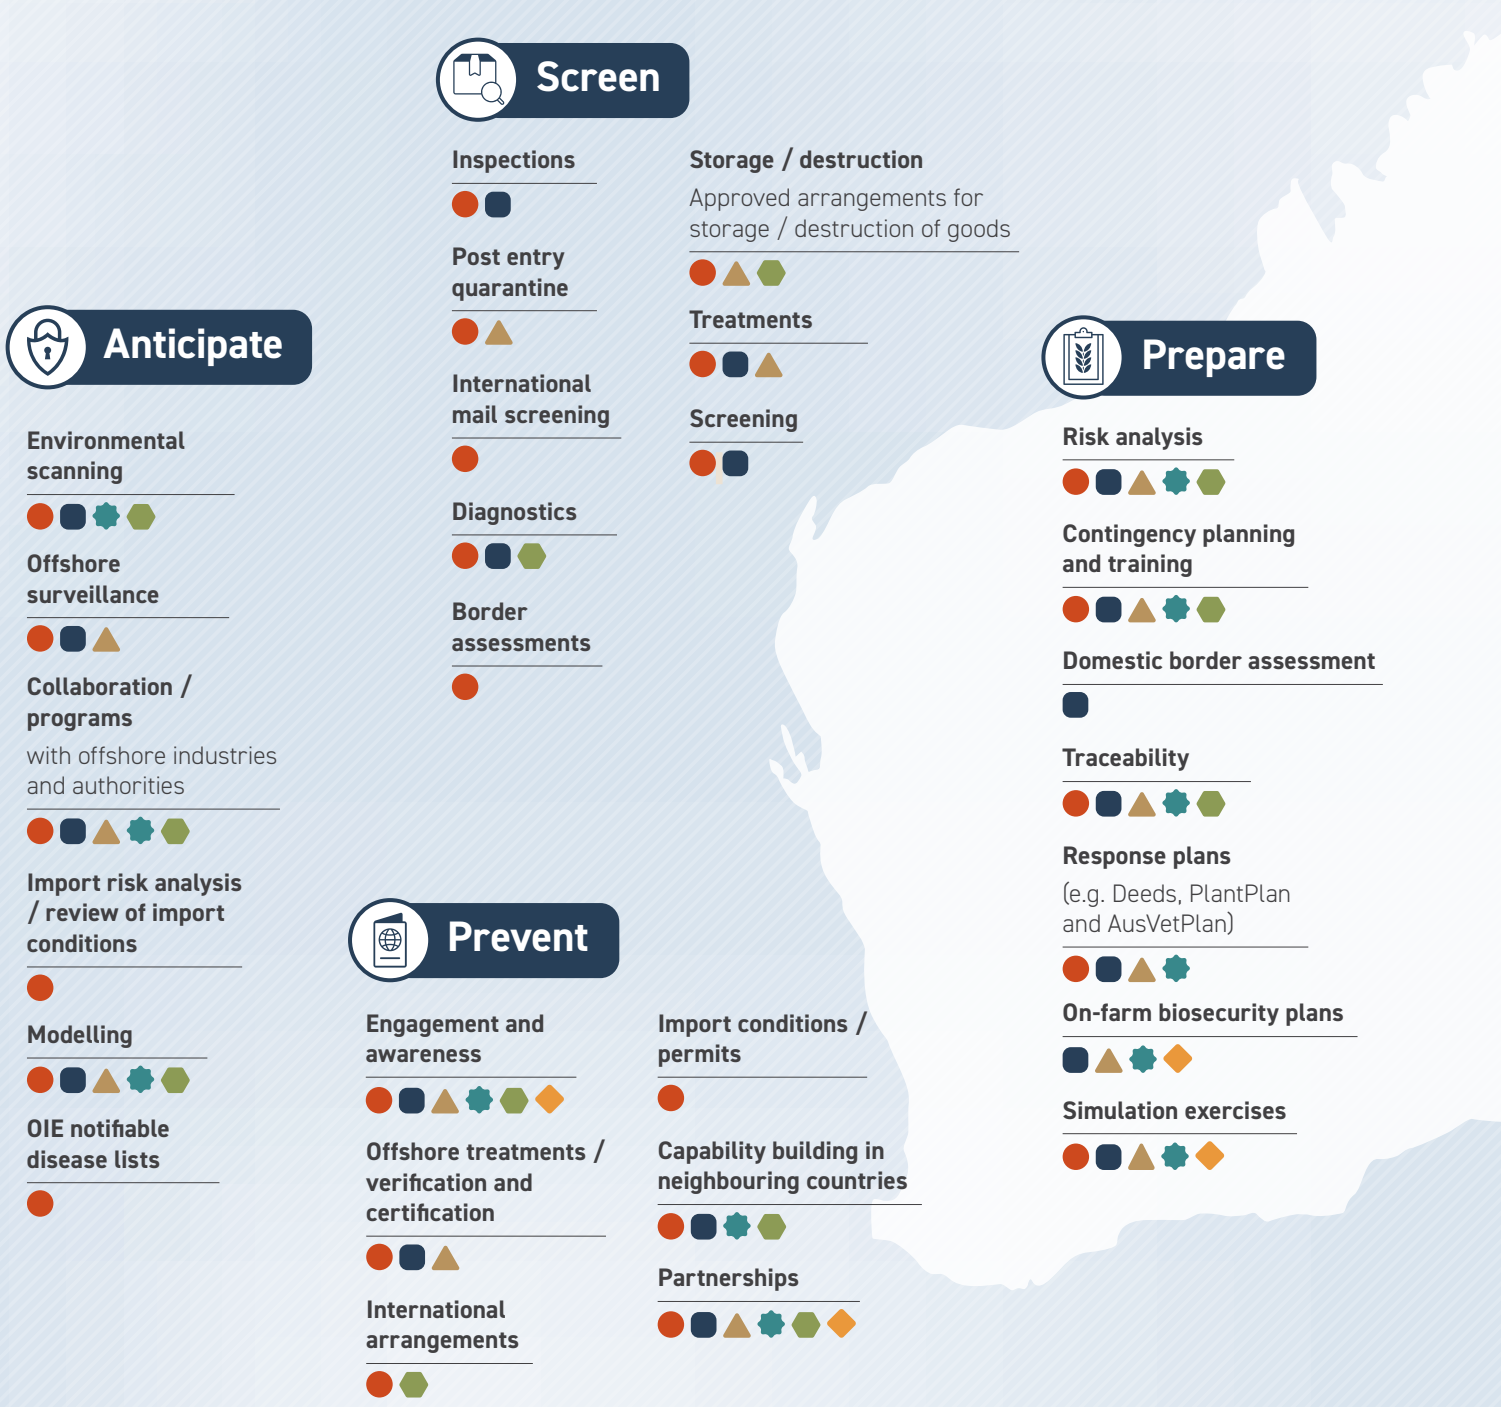 Screen
Inspections
Post entry
quarantine
International
mail screening
Diagnostics
Border
assessments
Storage / destruction
Approved arrangements for
storage / destruction of goods
Treatments
Screening
Anticipate
Environmental
scanning
Offshore
surveillance
Collaboration /
programs
with offshore industries
and authorities
Import risk analysis
/ review of import
conditions
Modelling
OIE notifiable
disease lists
Prevent
Engagement and
awareness
Offshore treatments /
verification and
certification
International
arrangements
Import conditions /
permits
Capability building in
neighbouring countries
Partnerships
Prepare
Risk analysis
Contingency planning
and training
Domestic border assessment
Traceability
Response plans
(e.g. Deeds, PlantPlan
and AusVetPlan)
On-farm biosecurity plans
Simulation exercises